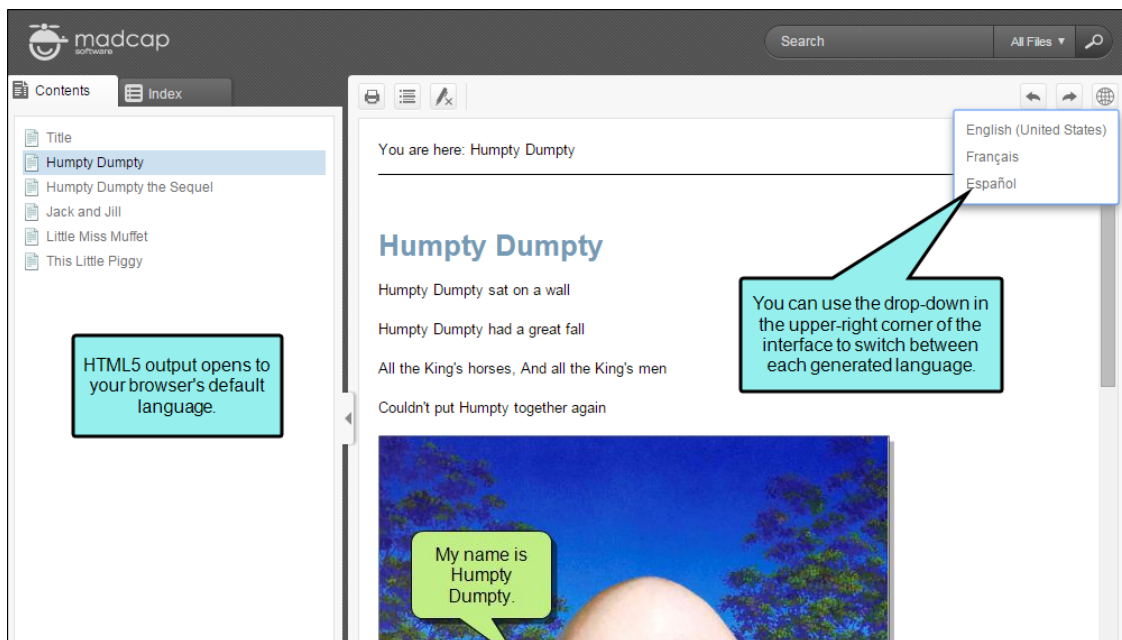 madcap
software
Search
All Files
Contents
Index
Title
Humpty Dumpty
Humpty Dumpty the Sequel
Jack and Jill
Little Miss Muffet
This Little Piggy
HTML5 output opens to
your browser's default
language.
You are here: Humpty Dumpty
English (United States)
Français
Español
Humpty Dumpty
Humpty Dumpty sat on a wall
Humpty Dumpty had a great fall
All the King's horses, And all the King's men
Couldn't put Humpty together again
You can use the drop-down in
the upper-right corner of the
interface to switch between
each generated language.
My name is
Humpty
Dumpty.